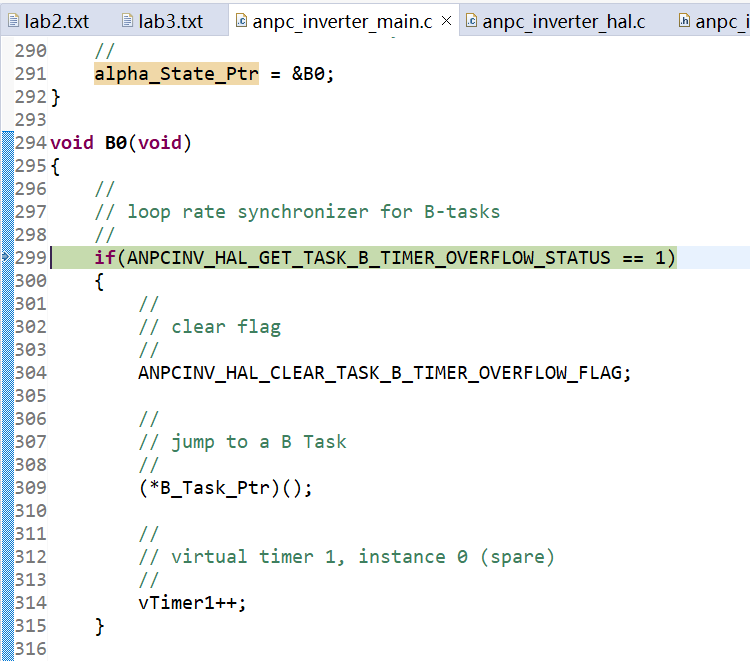 lab2.txt lab3.txt anpc_inverter_main.c anpc_inverter_hal.c anpc_i
290 //
291 alpha_State_Ptr = &B0;
292 }
293
294 void B0(void)
295 {
296 //
297 // loop rate synchronizer for B-tasks
298 //
299 if(ANPCINV_HAL_GET_TASK_B_TIMER_OVERFLOW_STATUS == 1)
300 {
301 //
302 // clear flag
303 //
304 ANPCINV_HAL_CLEAR_TASK_B_TIMER_OVERFLOW_FLAG;
305
306 //
307 // jump to a B Task
308 //
309 (*B_Task_Ptr)();
310
311 //
312 // virtual timer 1, instance 0 (spare)
313 //
314 vTimer1++;
315 }
316